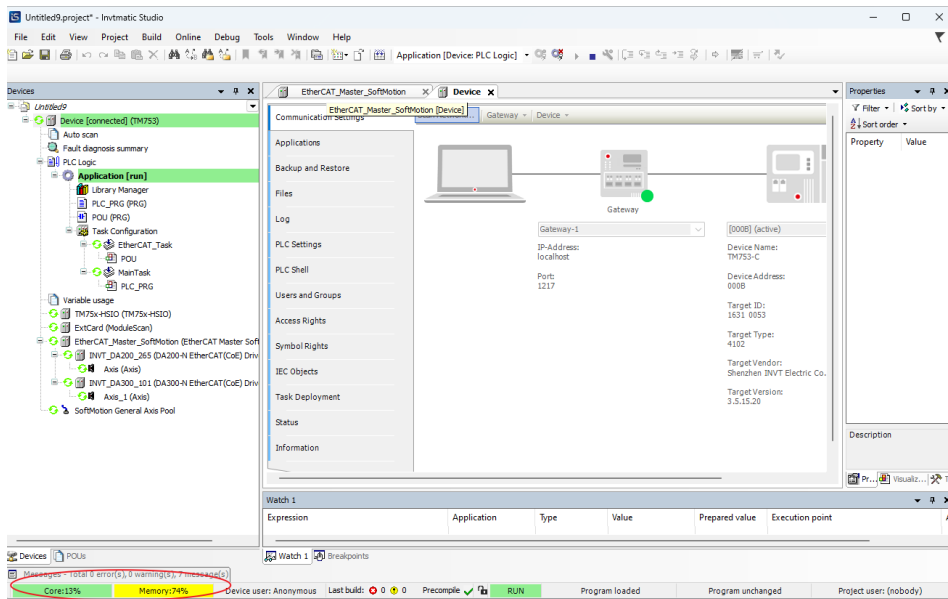 Untitled9.project* - Invtmatic Studio
File Edit View Project Build Online Debug Tools Window Help
Application [Device: PLC Logic]
Devices
Untitled9
Device [connected] (TM753)
Auto scan
Fault diagnosis summary
PLC Logic
Application [run]
Library Manager
PLC_PRG (PRG)
POU (PRG)
Task Configuration
EtherCAT_Task
POU
MainTask
PLC_PRG
Variable usage
TM75x-HSIO (TM75x-HSIO)
ExtCard (ModuleScan)
EtherCAT_Master_SoftMotion (EtherCAT Master Soft
INVT_DA200_265 (DA200-N EtherCAT(CoE) Driv
Axis (Axis)
INVT_DA300_101 (DA300-N EtherCAT(CoE) Driv
Axis_1 (Axis)
SoftMotion General Axis Pool
Devices POUs
EtherCAT_Master_SoftMotion Device
EtherCAT_Master_SoftMotion [Device]
Communication Settings
Gateway Device
Applications
Backup and Restore
Files
Log
PLC Settings
PLC Shell
Users and Groups
Access Rights
Symbol Rights
IEC Objects
Task Deployment
Status
Information
Gateway
Gateway-1
IP-Address:
localhost
Port:
1217
[000B] (active)
Device Name:
TM753-C
Device Address:
000B
Target ID:
1631 0053
Target Type:
4102
Target Vendor:
Shenzhen INVT Electric Co.
Target Version:
3.5.15.20
Properties
Filter Sort by
Sort order
Property Value
Description
Pr... Visualiz...
Watch 1
Expression Application Type Value Prepared value Execution point
Watch 1 Breakpoints
Messages - Total 0 error(s), 0 warning(s), 7 message(s)
Core:13% Memory:74% Device user: Anonymous Last build: 0 0 Precompile RUN Program loaded Program unchanged Project user: (nobody)